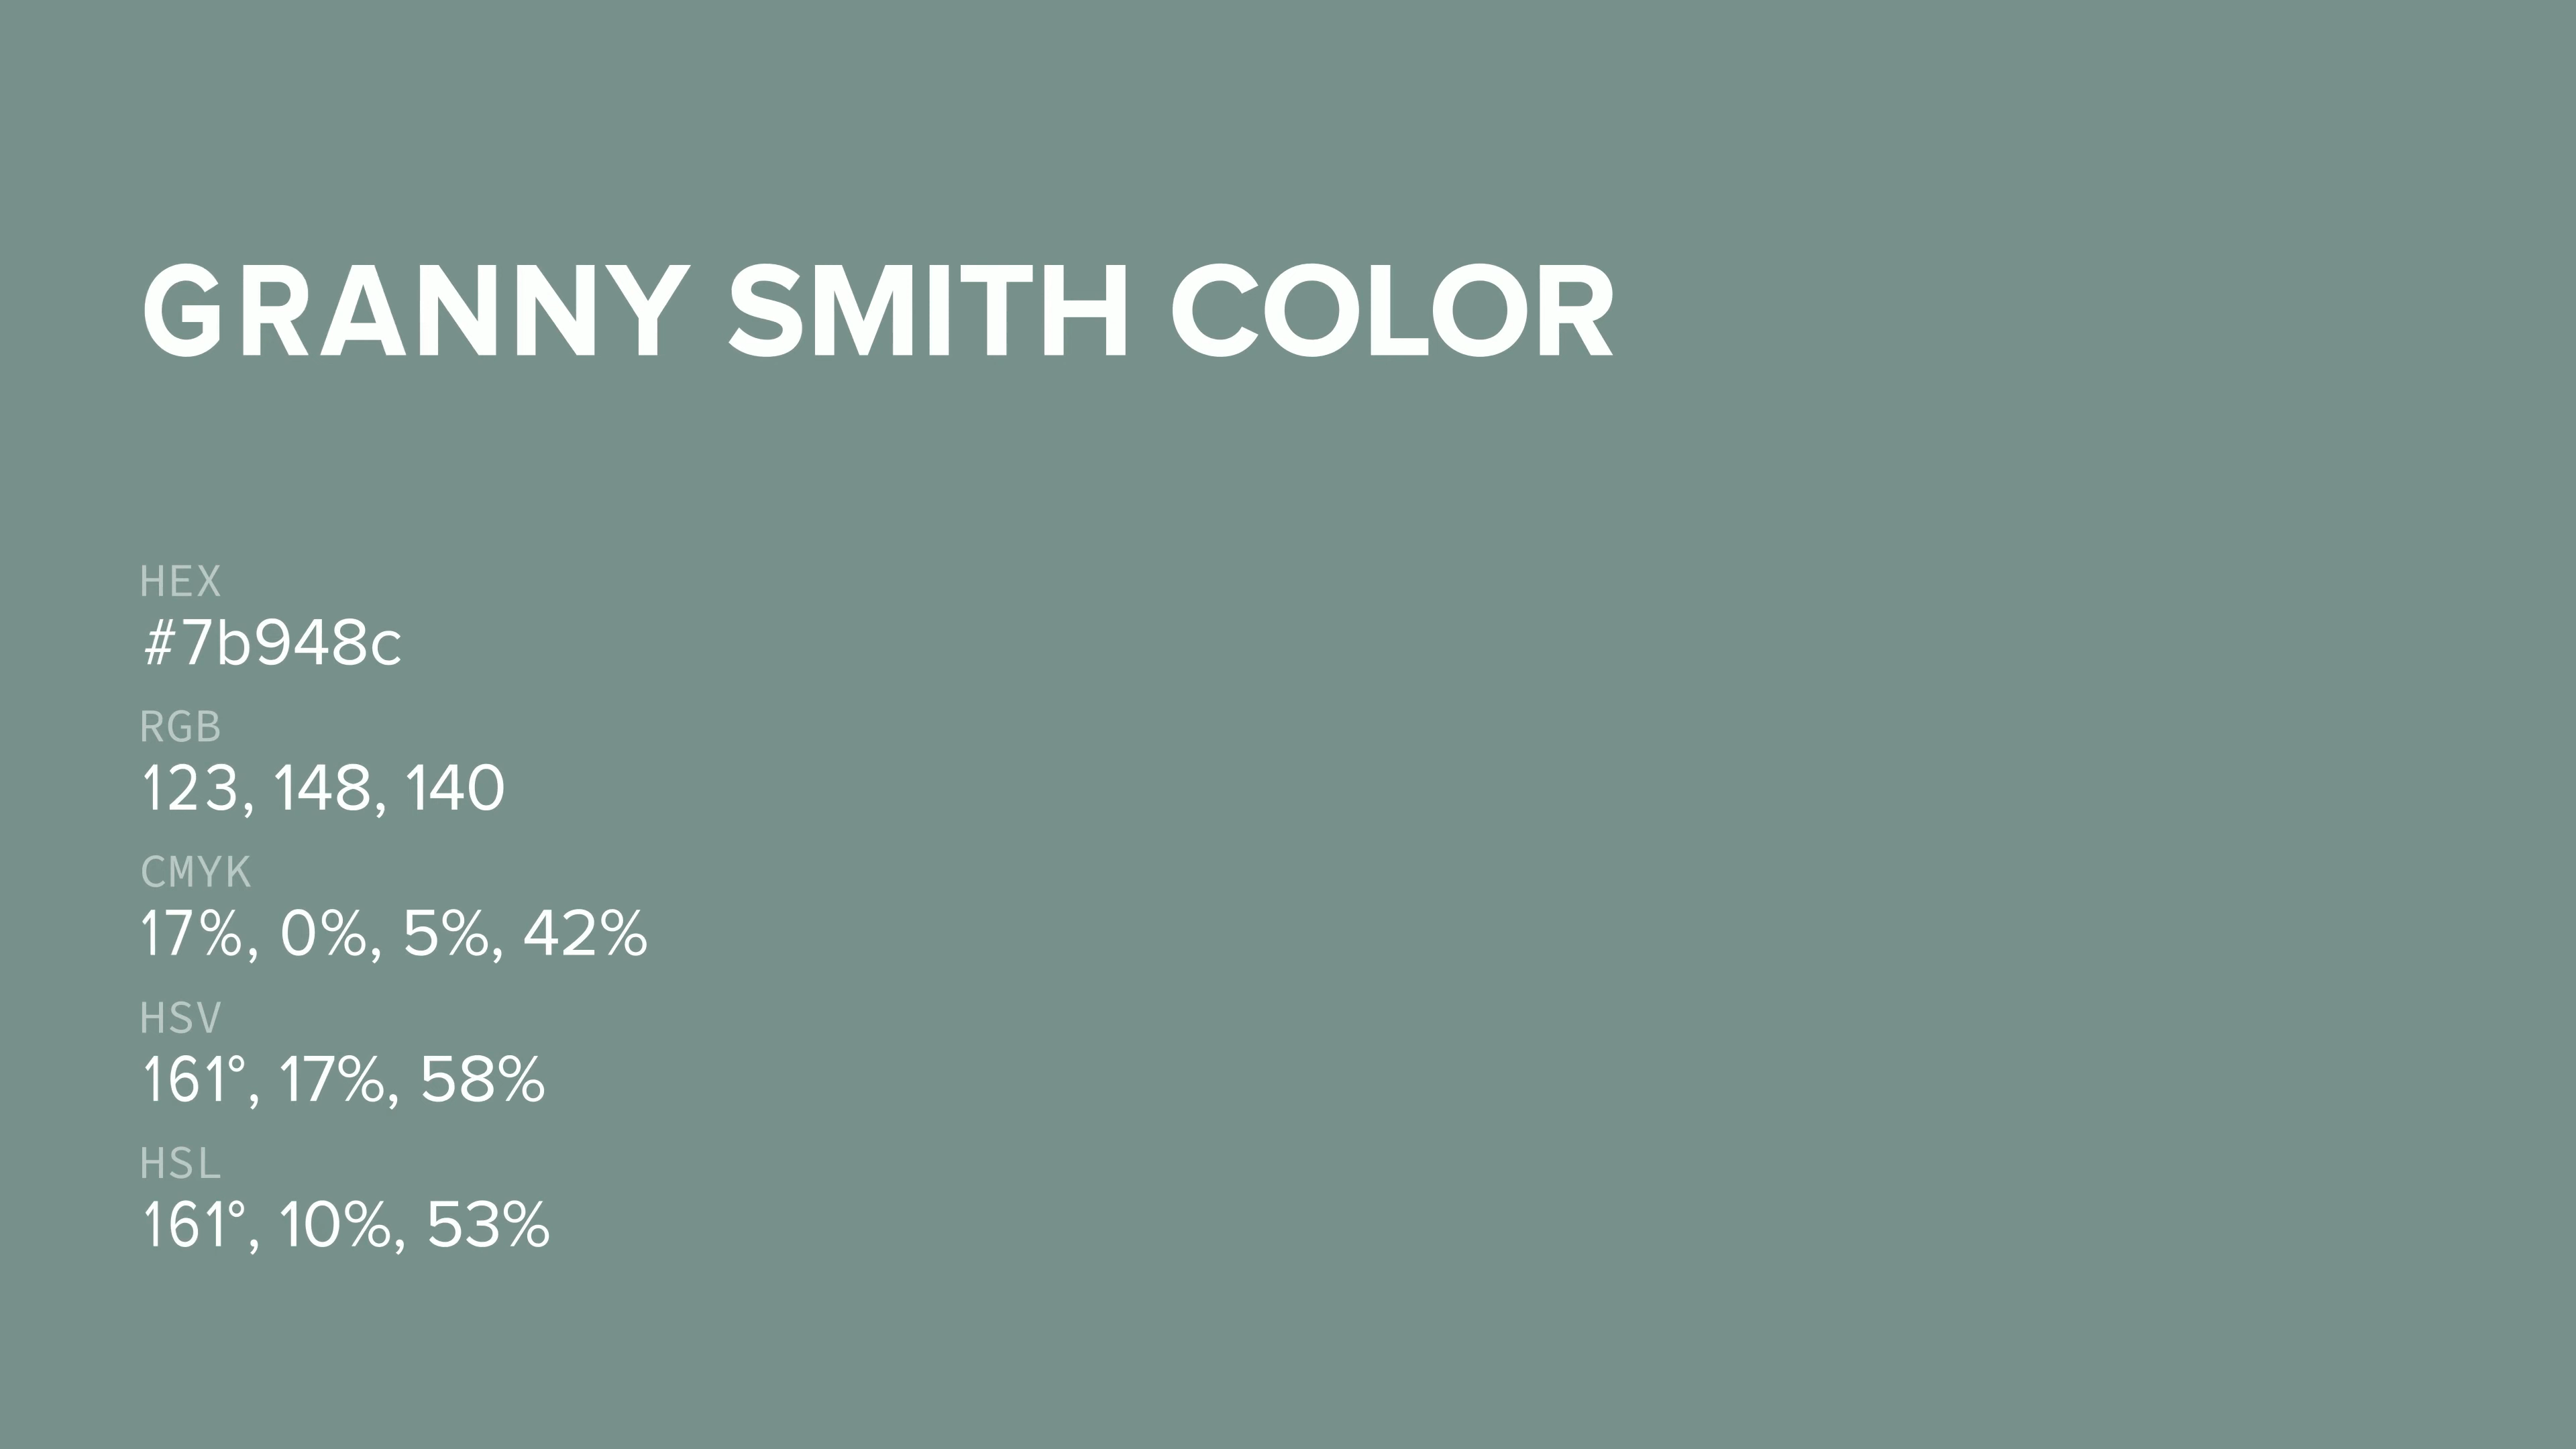 GRANNY SMITH COLOR
HEX
#7b948c
RGB
123, 148, 140
CMYK
17%, 0%, 5%, 42%
HSV
161°, 17%, 58%
HSL
161°, 10%, 53%